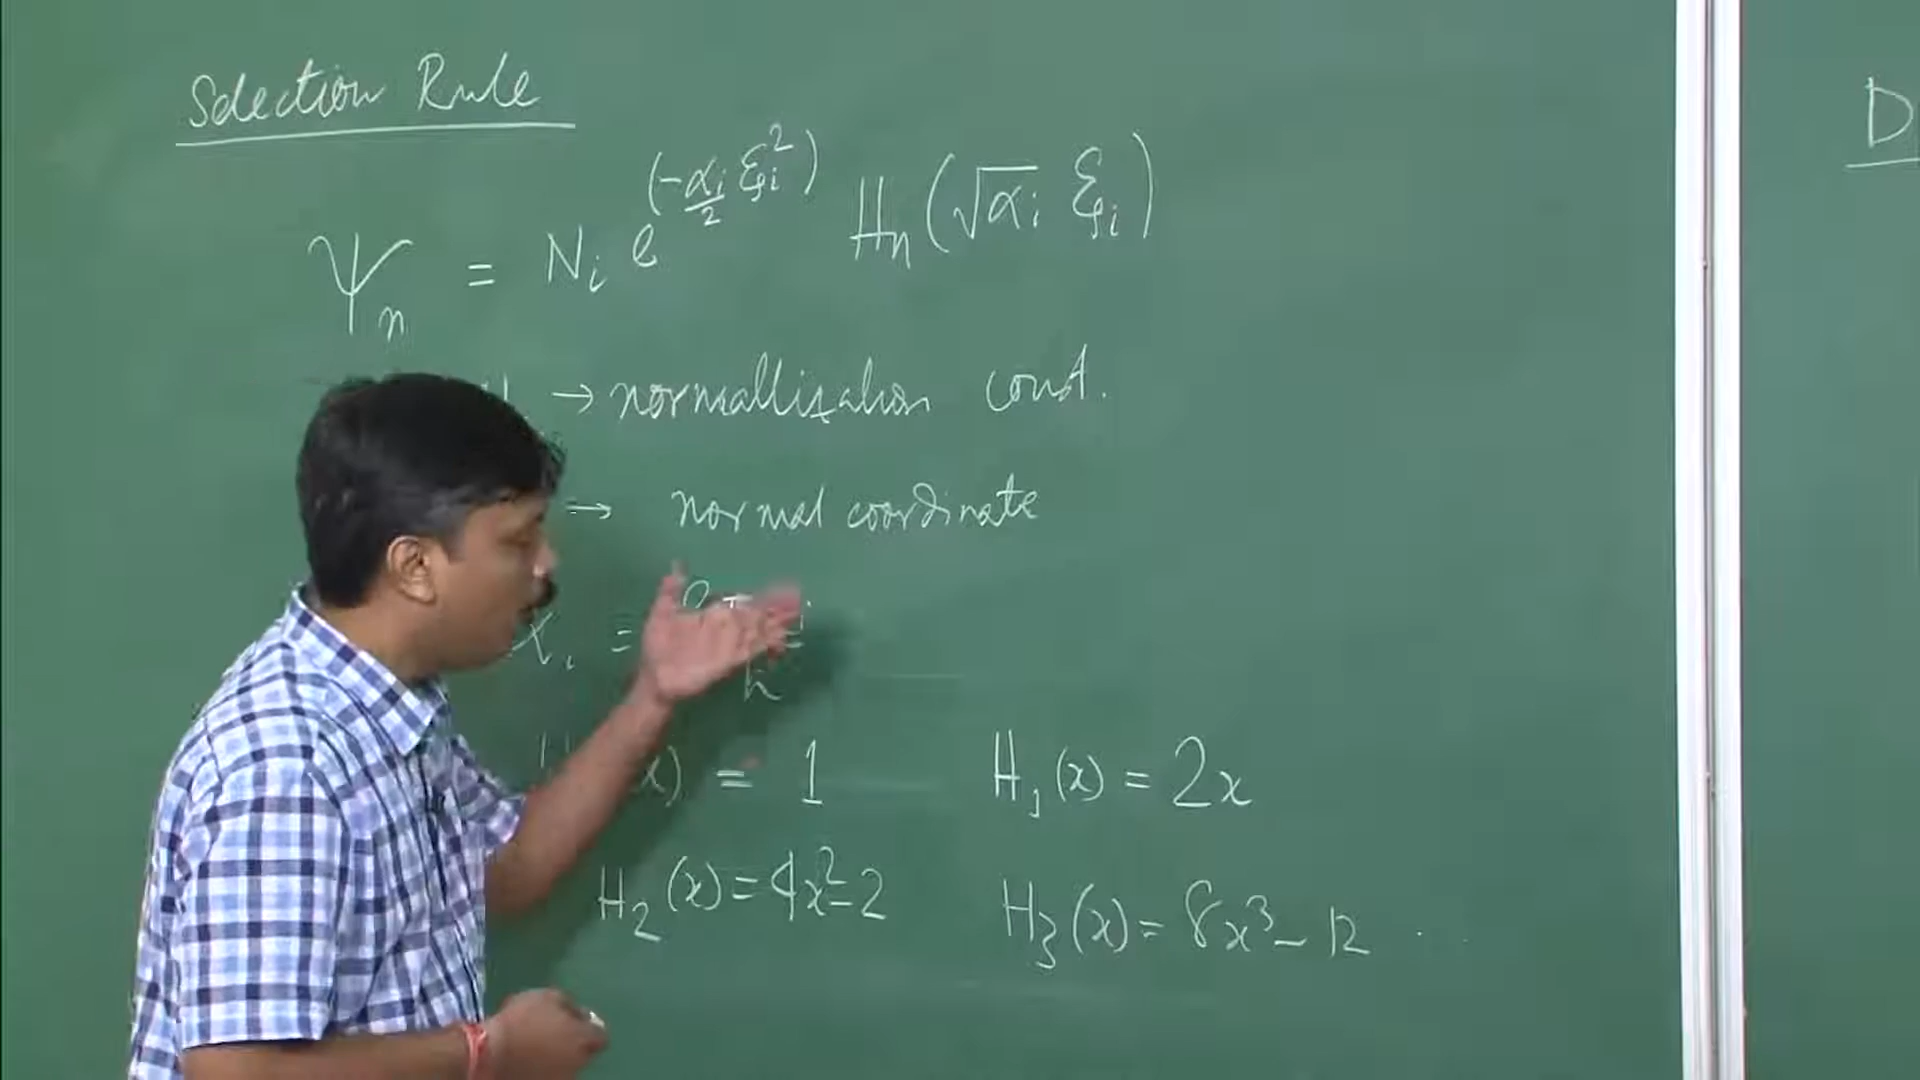 Selection Rule
ψn = Ni e^(-αi/2 ξi²) Hn(√αi ξi)
→ normallization const.
→ normal coordinate
αi =
(x) = 1 H1(x) = 2x
H2(x) = 4x²-2 H3(x) = 8x³-12 ..
D